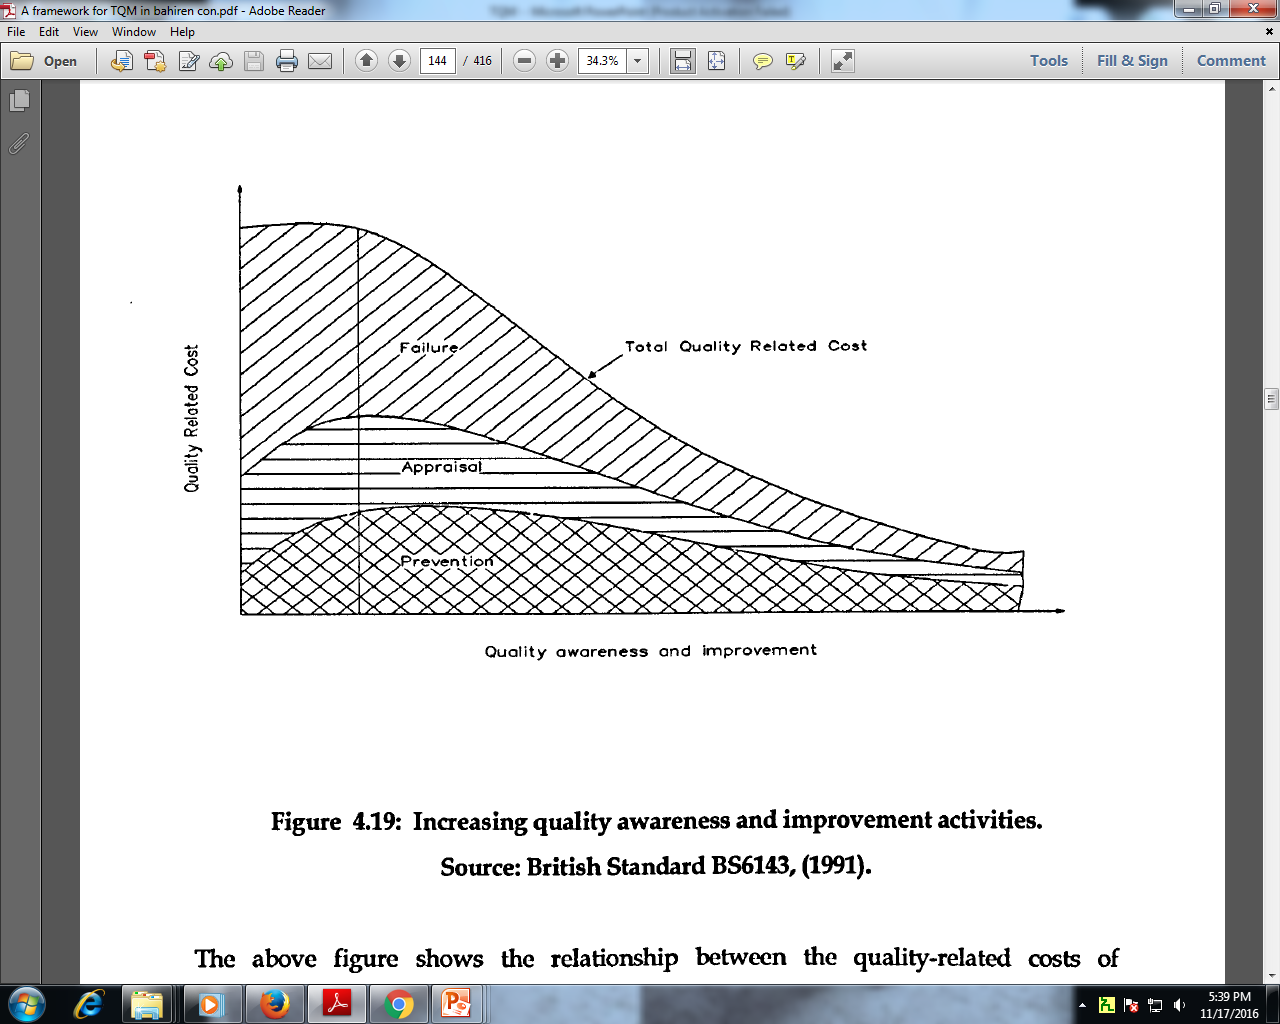 A framework for TQM in bahiren con.pdf - Adobe Reader
File Edit View Window Help
Open 144 / 416 34.3% Tools Fill & Sign Comment
Quality Related Cost
Failure
Total Quality Related Cost
Appraisal
Prevention
Quality awareness and improvement
Figure 4.19: Increasing quality awareness and improvement activities.
Source: British Standard BS6143, (1991).
The above figure shows the relationship between the quality-related costs of
5:39 PM
11/17/2016